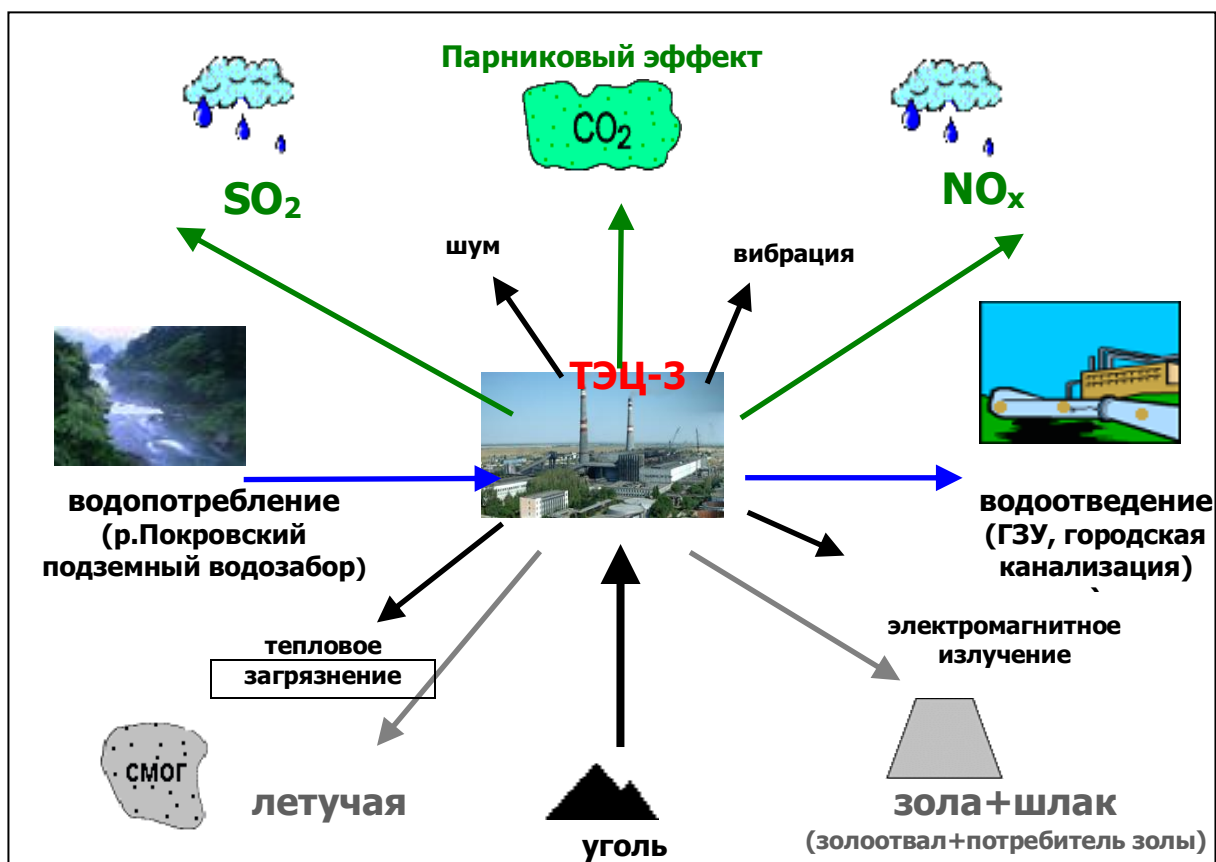 Парниковый эффект
CO₂
SO₂
NOₓ
шум
вибрация
ТЭЦ-3
водопотребление
(р.Покровский
подземный водозабор)
водоотведение
(ГЗУ, городская
канализация)
тепловое
загрязнение
электромагнитное
излучение
смог
летучая
уголь
зола+шлак
(золоотвал+потребитель золы)